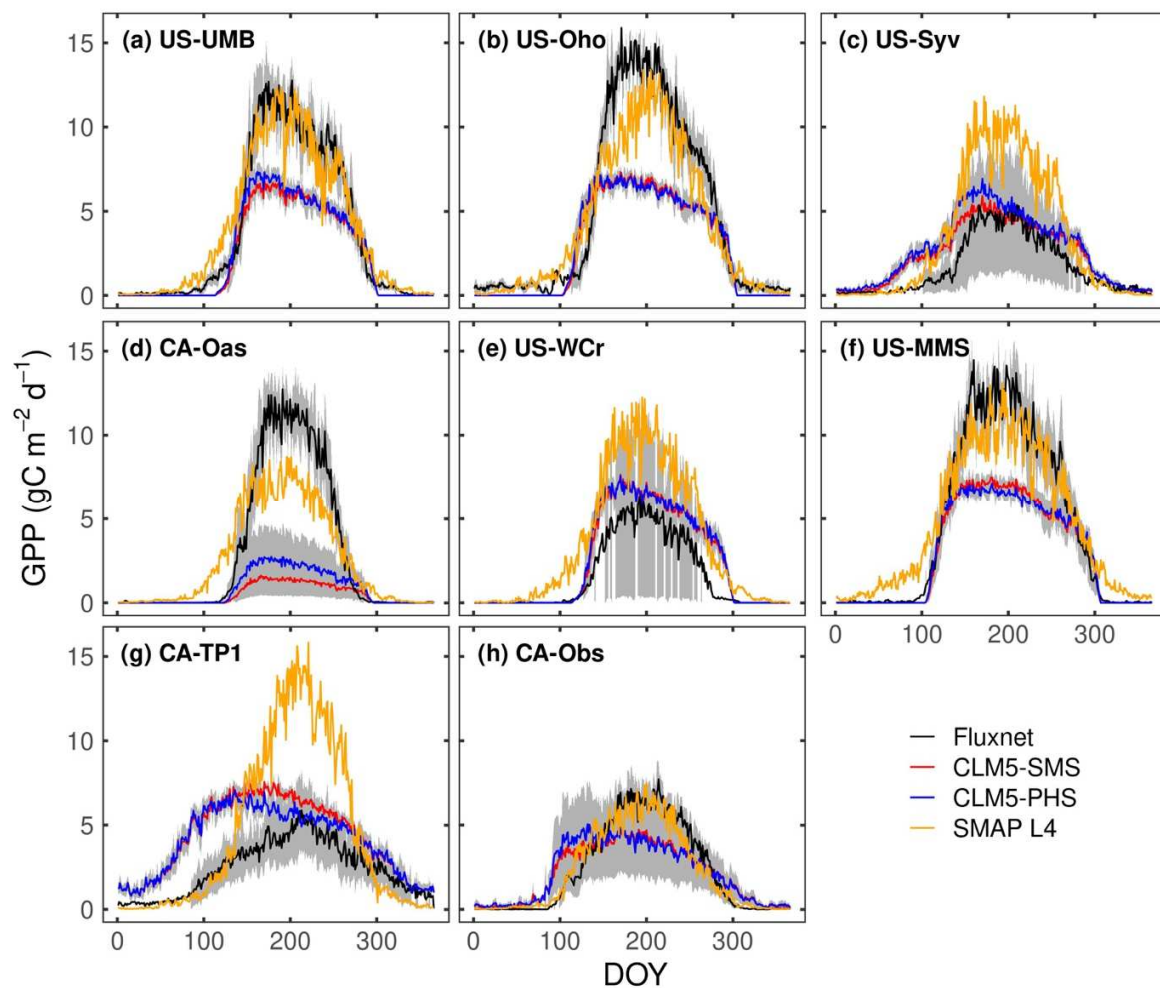 (a) US-UMB
(b) US-Oho
(c) US-Syv
15
10
5
0
(d) CA-Oas
(e) US-WCr
(f) US-MMS
15
10
5
0
0 100 200 300
(g) CA-TP1
(h) CA-Obs
15
10
5
0
0 100 200 300
0 100 200 300
GPP (gC m⁻² d⁻¹)
DOY
Fluxnet
CLM5-SMS
CLM5-PHS
SMAP L4